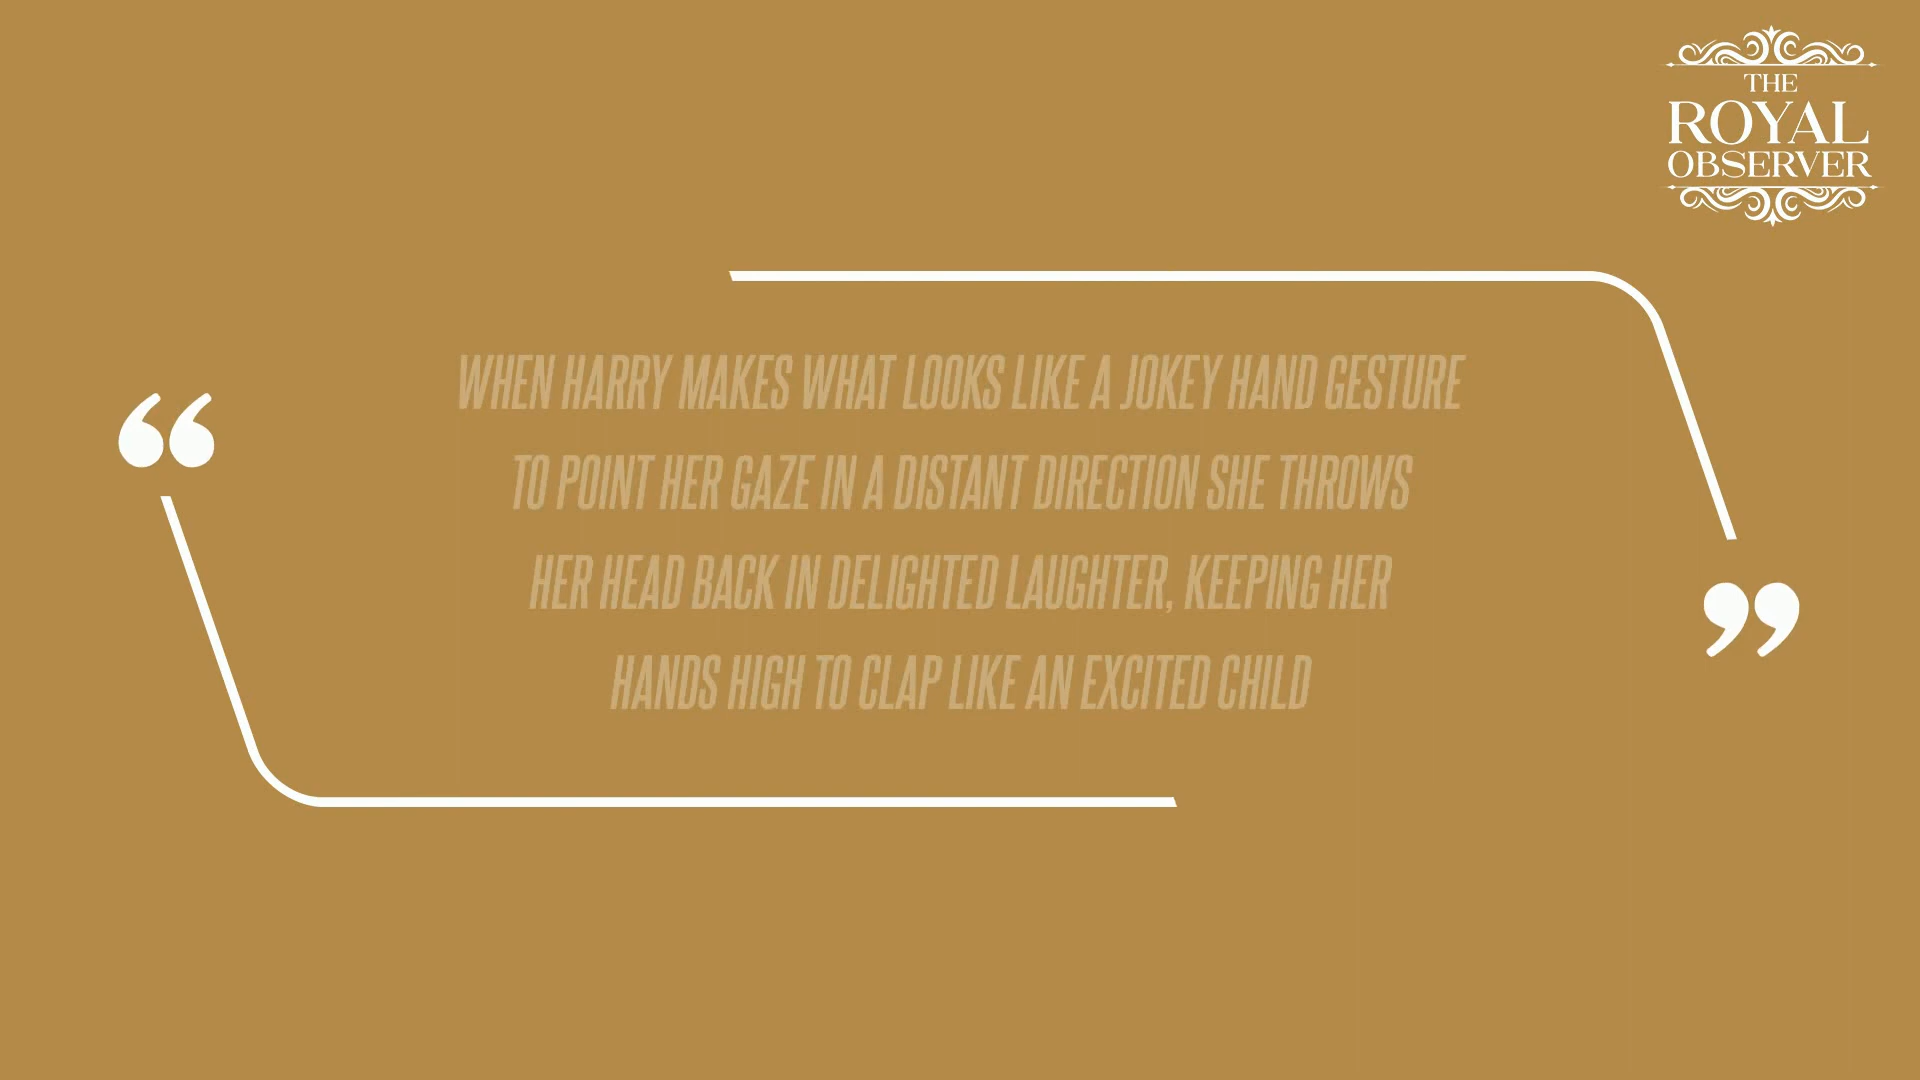 THE
ROYAL
OBSERVER
“
WHEN HARRY MAKES WHAT LOOKS LIKE A JOKEY HAND GESTURE
TO POINT HER GAZE IN A DISTANT DIRECTION SHE THROWS
HER HEAD BACK IN DELIGHTED LAUGHTER, KEEPING HER
HANDS HIGH TO CLAP LIKE AN EXCITED CHILD
”